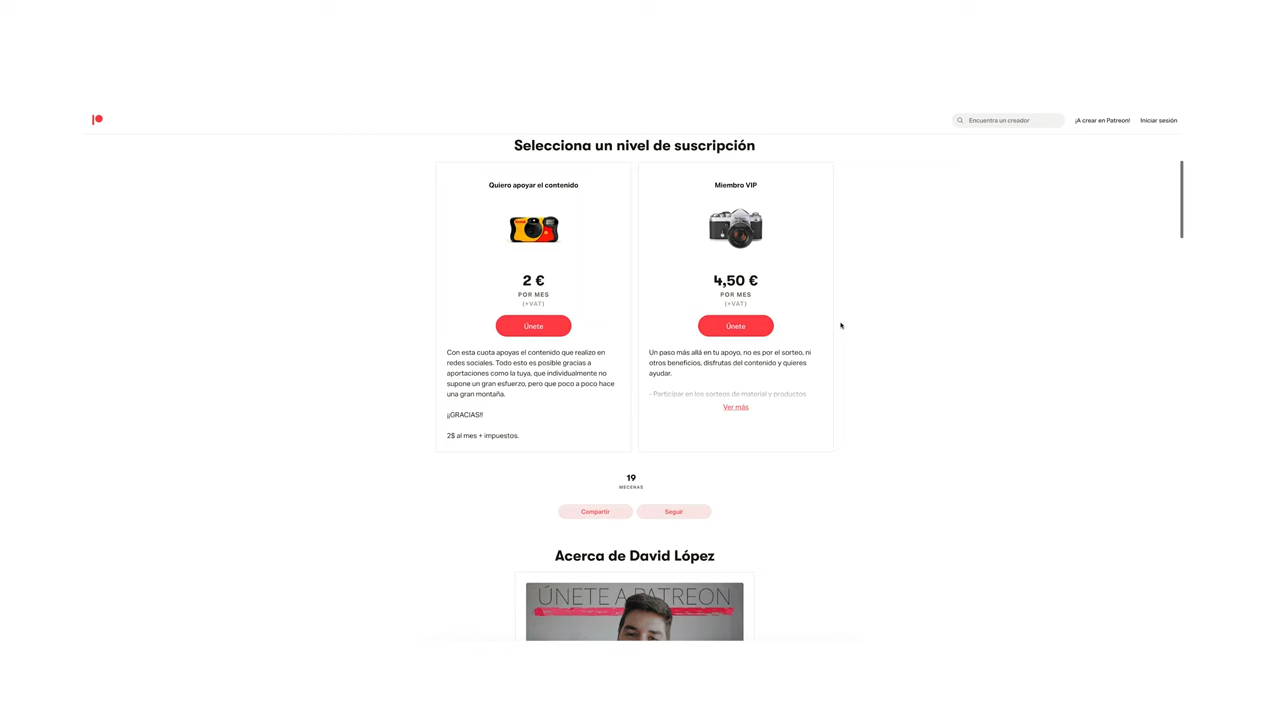 Encuentra un creador
¡A crear en Patreon!
Iniciar sesión
Selecciona un nivel de suscripción
Quiero apoyar el contenido
2 €
POR MES
(+VAT)
Únete
Con esta cuota apoyas el contenido que realizo en
redes sociales. Todo esto es posible gracias a
aportaciones como la tuya, que individualmente no
supone un gran esfuerzo, pero que poco a poco hace
una gran montaña.
¡¡GRACIAS!!
2$ al mes + impuestos.
Miembro VIP
4,50 €
POR MES
(+VAT)
Únete
Un paso más allá en tu apoyo, no es por el sorteo, ni
otros beneficios, disfrutas del contenido y quieres
ayudar.
- Participar en los sorteos de material y productos
Ver más
19
MECENAS
Compartir
Seguir
Acerca de David López
ÚNETE A PATREON